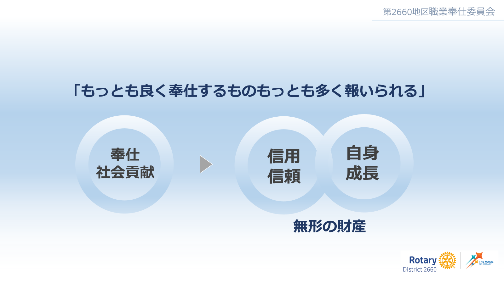 第2660地区職業奉仕委員会
「もっとも良く奉仕するものもっとも多く報いられる」
奉仕
社会貢献
信用
信頼
自身
成長
無形の財産
Rotary
District 2660